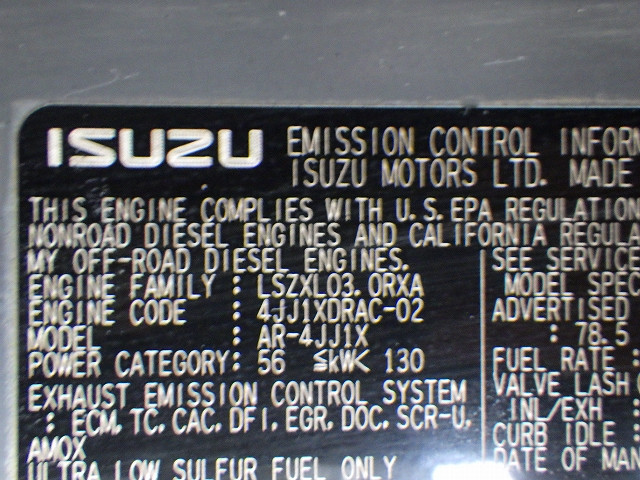 ISUZU EMISSION CONTROL INFORM
ISUZU MOTORS LTD. MADE
THIS ENGINE COMPLIES WITH U.S.EPA REGULATION
NONROAD DIESEL ENGINES AND CALIFORNIA REGULA
MY OFF-ROAD DIESEL ENGINES.
ENGINE FAMILY : LSZXL03.0RXA
ENGINE CODE : 4JJ1XDRAC-02
MODEL : AR-4JJ1X
POWER CATEGORY: 56 ≦kW< 130
EXHAUST EMISSION CONTROL SYSTEM
: ECM, TC, CAC, DFI, EGR, DOC, SCR-U,
AMOX
ULTRA LOW SULFUR FUEL ONLY
SEE SERVICE
MODEL SPEC
ADVERTISED
: 78.5
FUEL RATE :
VALVE LASH
INL/EXH
CURB IDLE :
DATE OF MAN